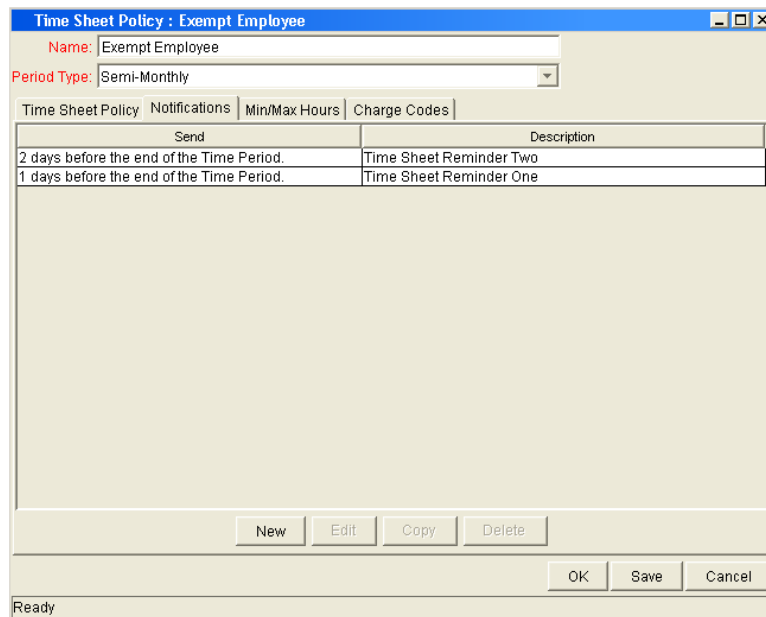 Time Sheet Policy : Exempt Employee
Name: Exempt Employee
Period Type: Semi-Monthly
Time Sheet Policy Notifications Min/Max Hours Charge Codes
Send Description
2 days before the end of the Time Period. Time Sheet Reminder Two
1 days before the end of the Time Period. Time Sheet Reminder One
New Edit Copy Delete
OK Save Cancel
Ready